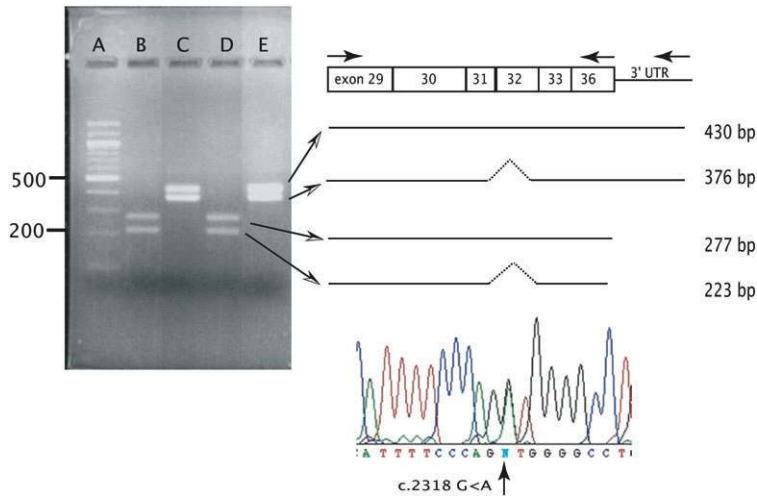 A B C D E
500
200
exon 29 30 31 32 33 36 3' UTR
430 bp
376 bp
277 bp
223 bp
C A T T T T C C C A G N T G G G G C C T
c.2318 G<A